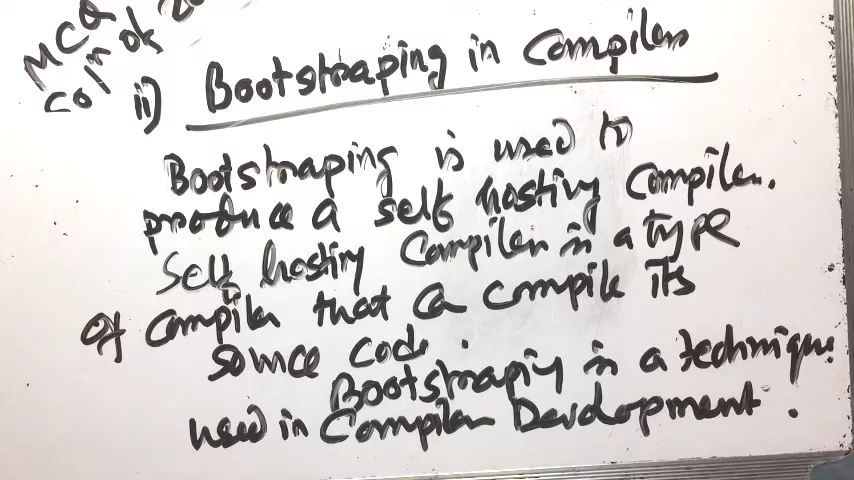 MCQ
ii) Bootstraping in Compiler
Bootstraping is used to
produce a self hosting Compiler.
Self hosting Compiler is a type
of compiler that ca compile its
source code.
Bootstraping is a technique
used in Compiler Development.